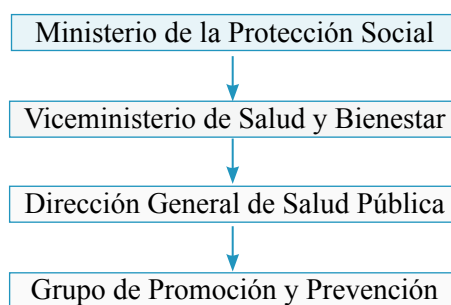 Ministerio de la Protección Social
Viceministerio de Salud y Bienestar
Dirección General de Salud Pública
Grupo de Promoción y Prevención